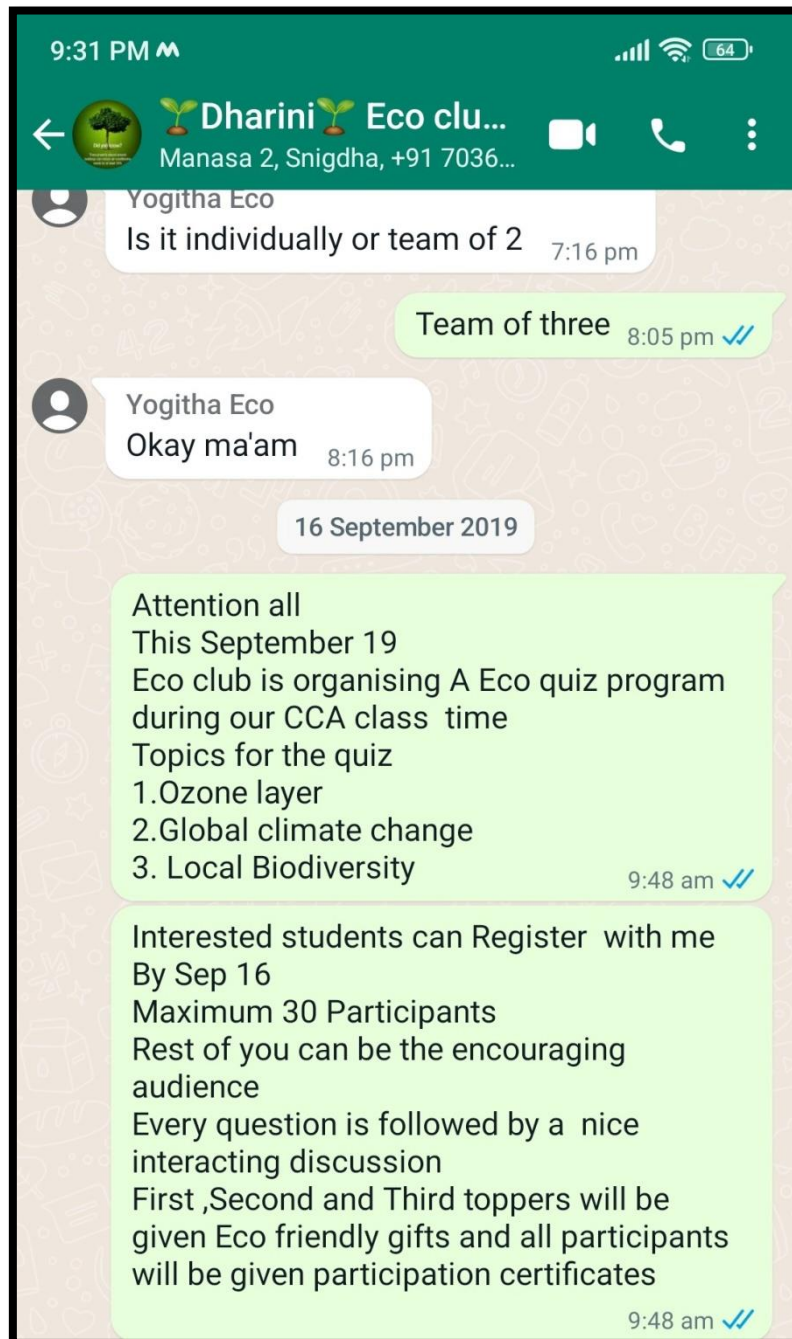 9:31 PM
64
🌱Dharini🌱 Eco clu...
Manasa 2, Snigdha, +91 7036...
Yogitha Eco
Is it individually or team of 2 7:16 pm
Team of three 8:05 pm
Yogitha Eco
Okay ma'am 8:16 pm
16 September 2019
Attention all
This September 19
Eco club is organising A Eco quiz program
during our CCA class  time
Topics for the quiz
1.Ozone layer
2.Global climate change
3. Local Biodiversity 9:48 am
Interested students can Register  with me
By Sep 16
Maximum 30 Participants
Rest of you can be the encouraging
audience
Every question is followed by a  nice
interacting discussion
First ,Second and Third toppers will be
given Eco friendly gifts and all participants
will be given participation certificates
9:48 am